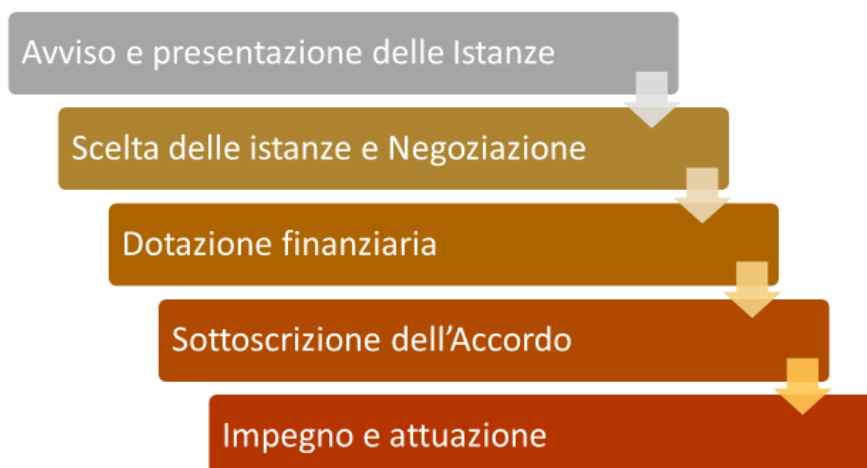 Avviso e presentazione delle Istanze
Scelta delle istanze e Negoziazione
Dotazione finanziaria
Sottoscrizione dell’Accordo
Impegno e attuazione